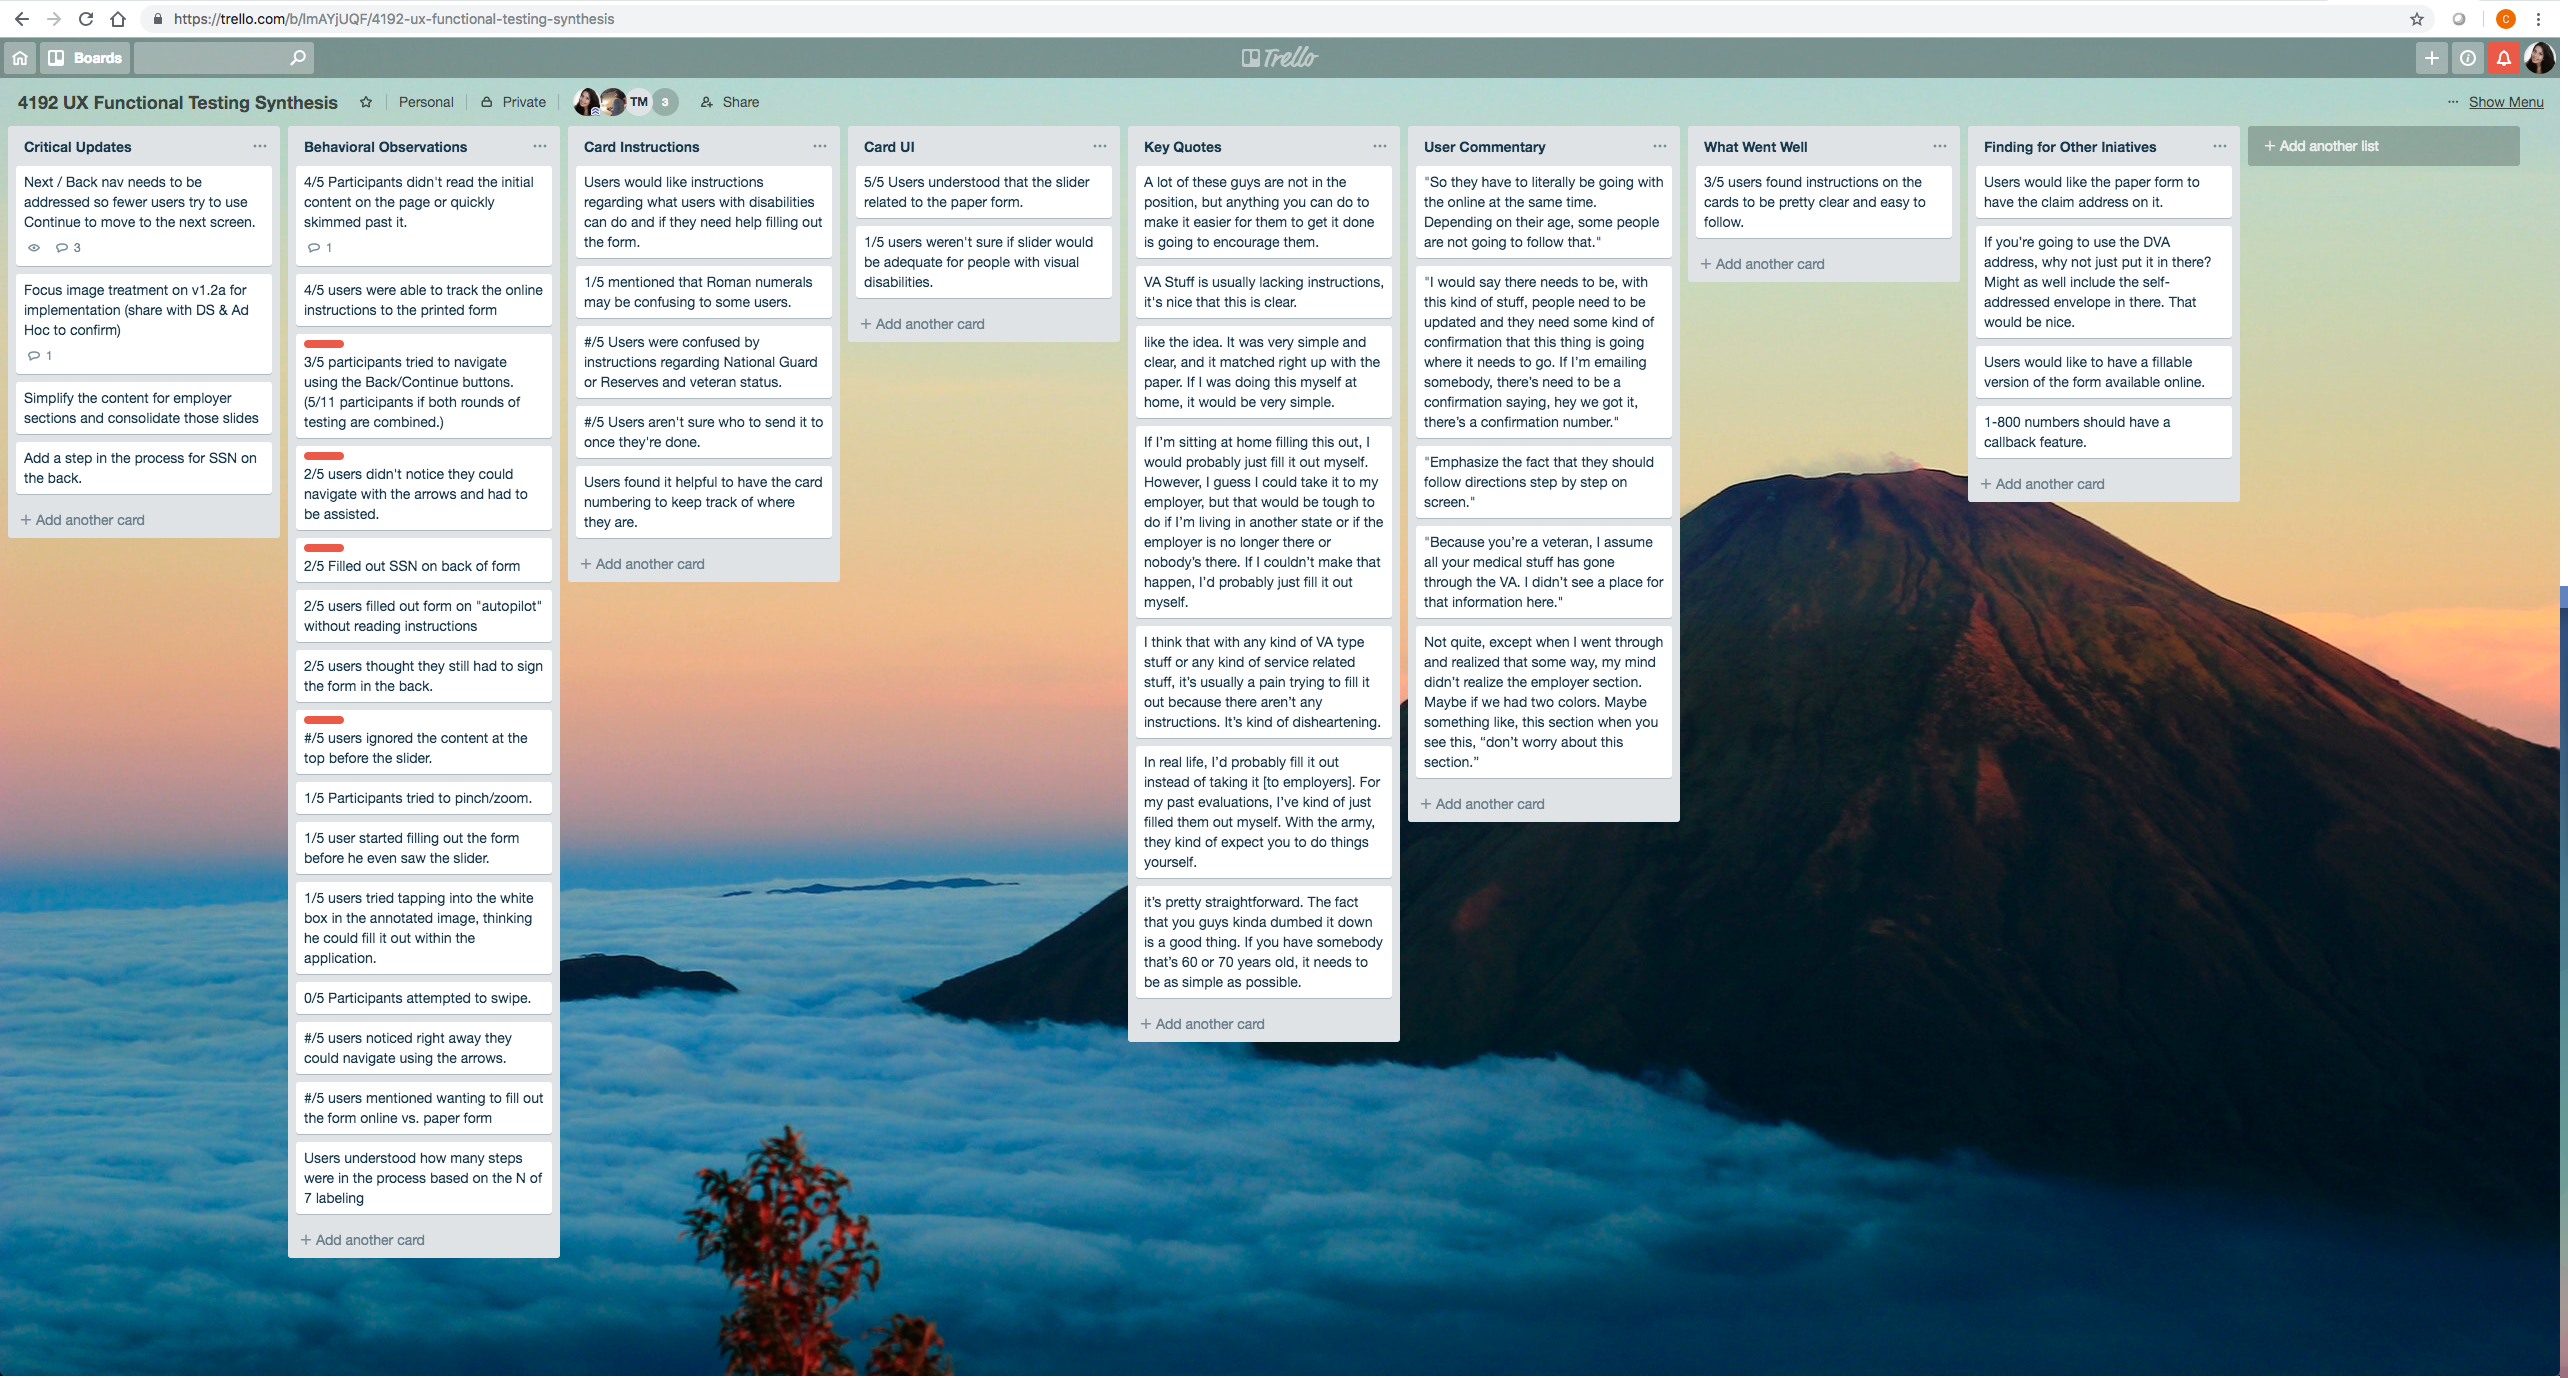 https://trello.com/b/lmAYjUQF/4192-ux-functional-testing-synthesis
C
Boards
Trello
4192 UX Functional Testing Synthesis
Personal
Private
TM
3
Share
... Show Menu
Critical Updates
Next / Back nav needs to be
addressed so fewer users try to use
Continue to move to the next screen.
3
Focus image treatment on v1.2a for
implementation (share with DS & Ad
Hoc to confirm)
1
Simplify the content for employer
sections and consolidate those slides
Add a step in the process for SSN on
the back.
+ Add another card
Behavioral Observations
4/5 Participants didn't read the initial
content on the page or quickly
skimmed past it.
1
4/5 users were able to track the online
instructions to the printed form
3/5 participants tried to navigate
using the Back/Continue buttons.
(5/11 participants if both rounds of
testing are combined.)
2/5 users didn't notice they could
navigate with the arrows and had to
be assisted.
2/5 Filled out SSN on back of form
2/5 users filled out form on "autopilot"
without reading instructions
2/5 users thought they still had to sign
the form in the back.
#/5 users ignored the content at the
top before the slider.
1/5 Participants tried to pinch/zoom.
1/5 user started filling out the form
before he even saw the slider.
1/5 users tried tapping into the white
box in the annotated image, thinking
he could fill it out within the
application.
0/5 Participants attempted to swipe.
#/5 users noticed right away they
could navigate using the arrows.
#/5 users mentioned wanting to fill out
the form online vs. paper form
Users understood how many steps
were in the process based on the N of
7 labeling
+ Add another card
Card Instructions
Users would like instructions
regarding what users with disabilities
can do and if they need help filling out
the form.
1/5 mentioned that Roman numerals
may be confusing to some users.
#/5 Users were confused by
instructions regarding National Guard
or Reserves and veteran status.
#/5 Users aren't sure who to send it to
once they're done.
Users found it helpful to have the card
numbering to keep track of where
they are.
+ Add another card
Card UI
5/5 Users understood that the slider
related to the paper form.
1/5 users weren't sure if slider would
be adequate for people with visual
disabilities.
+ Add another card
Key Quotes
A lot of these guys are not in the
position, but anything you can do to
make it easier for them to get it done
is going to encourage them.
VA Stuff is usually lacking instructions,
it's nice that this is clear.
like the idea. It was very simple and
clear, and it matched right up with the
paper. If I was doing this myself at
home, it would be very simple.
If I'm sitting at home filling this out, I
would probably just fill it out myself.
However, I guess I could take it to my
employer, but that would be tough to
do if I'm living in another state or if the
employer is no longer there or
nobody's there. If I couldn't make that
happen, I'd probably just fill it out
myself.
I think that with any kind of VA type
stuff or any kind of service related
stuff, it's usually a pain trying to fill it
out because there aren't any
instructions. It's kind of disheartening.
In real life, I'd probably fill it out
instead of taking it [to employers]. For
my past evaluations, I've kind of just
filled them out myself. With the army,
they kind of expect you to do things
yourself.
it's pretty straightforward. The fact
that you guys kinda dumbed it down
is a good thing. If you have somebody
that's 60 or 70 years old, it needs to
be as simple as possible.
+ Add another card
User Commentary
"So they have to literally be going with
the online at the same time.
Depending on their age, some people
are not going to follow that."
"I would say there needs to be, with
this kind of stuff, people need to be
updated and they need some kind of
confirmation that this thing is going
where it needs to go. If I'm emailing
somebody, there's need to be a
confirmation saying, hey we got it,
there's a confirmation number."
"Emphasize the fact that they should
follow directions step by step on
screen."
"Because you're a veteran, I assume
all your medical stuff has gone
through the VA. I didn't see a place for
that information here."
Not quite, except when I went through
and realized that some way, my mind
didn't realize the employer section.
Maybe if we had two colors. Maybe
something like, this section when you
see this, “don't worry about this
section.”
+ Add another card
What Went Well
3/5 users found instructions on the
cards to be pretty clear and easy to
follow.
+ Add another card
Finding for Other Iniatives
Users would like the paper form to
have the claim address on it.
If you're going to use the DVA
address, why not just put it in there?
Might as well include the self-
addressed envelope in there. That
would be nice.
Users would like to have a fillable
version of the form available online.
1-800 numbers should have a
callback feature.
+ Add another card
+ Add another list